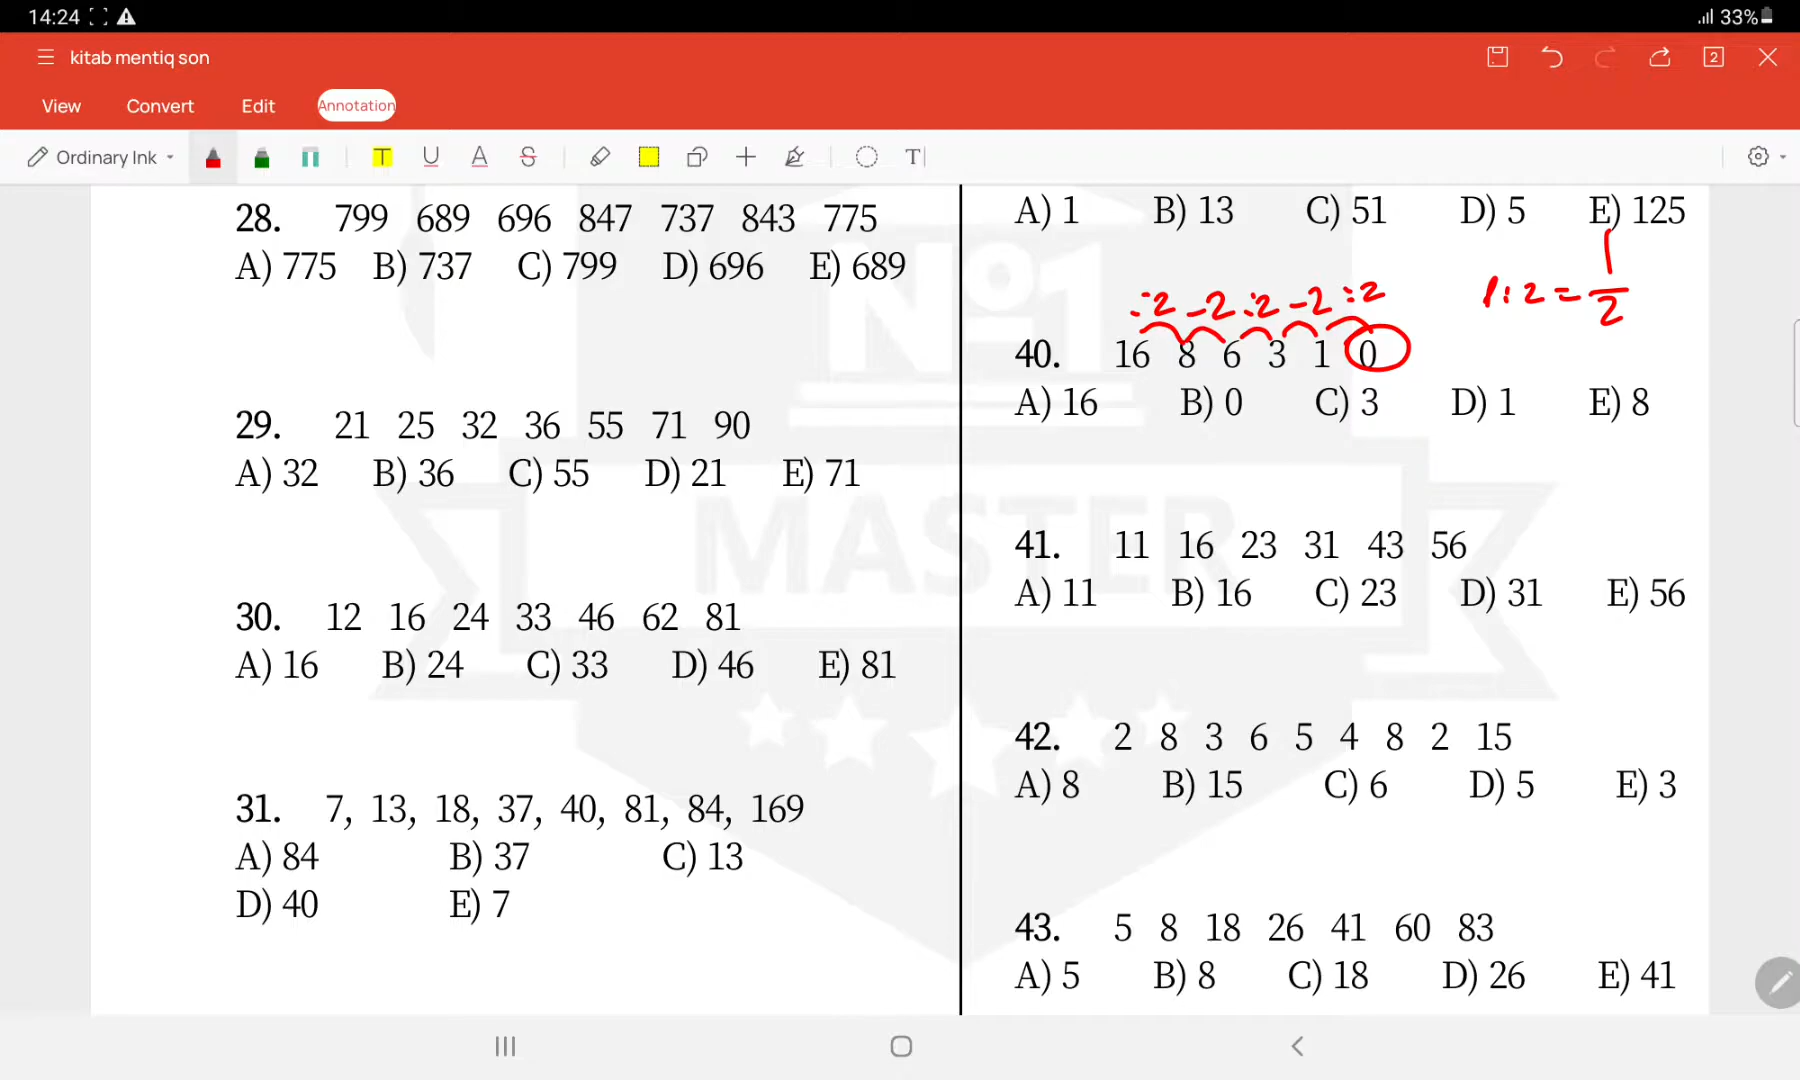 14:24 33%
kitab mentiq son 2
View Convert Edit Annotation
Ordinary Ink T U A S T
28. 799 689 696 847 737 843 775
A) 775 B) 737 C) 799 D) 696 E) 689
29. 21 25 32 36 55 71 90
A) 32 B) 36 C) 55 D) 21 E) 71
30. 12 16 24 33 46 62 81
A) 16 B) 24 C) 33 D) 46 E) 81
31. 7, 13, 18, 37, 40, 81, 84, 169
A) 84 B) 37 C) 13
D) 40 E) 7
A) 1 B) 13 C) 51 D) 5 E) 125
:2 -2 :2 -2 :2 1:2 = 1/2
40. 16 8 6 3 1 0
A) 16 B) 0 C) 3 D) 1 E) 8
41. 11 16 23 31 43 56
A) 11 B) 16 C) 23 D) 31 E) 56
42. 2 8 3 6 5 4 8 2 15
A) 8 B) 15 C) 6 D) 5 E) 3
43. 5 8 18 26 41 60 83
A) 5 B) 8 C) 18 D) 26 E) 41
Nº1
MASTER